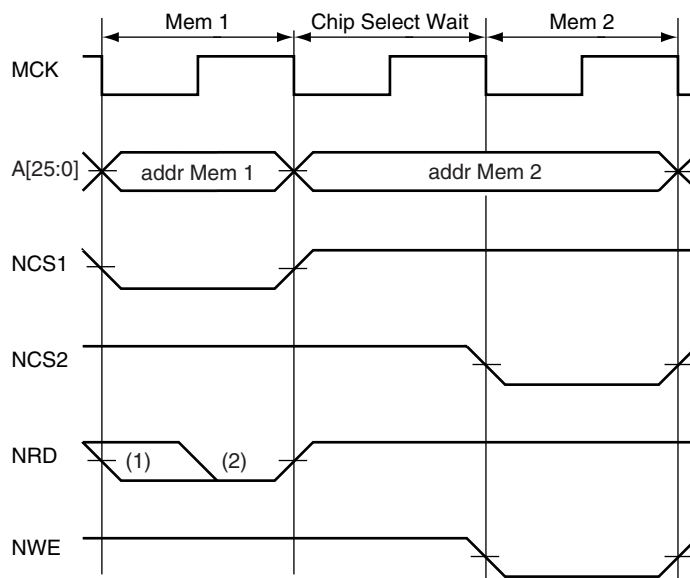 Mem 1 Chip Select Wait Mem 2
MCK
A[25:0] addr Mem 1 addr Mem 2
NCS1
NCS2
NRD (1) (2)
NWE